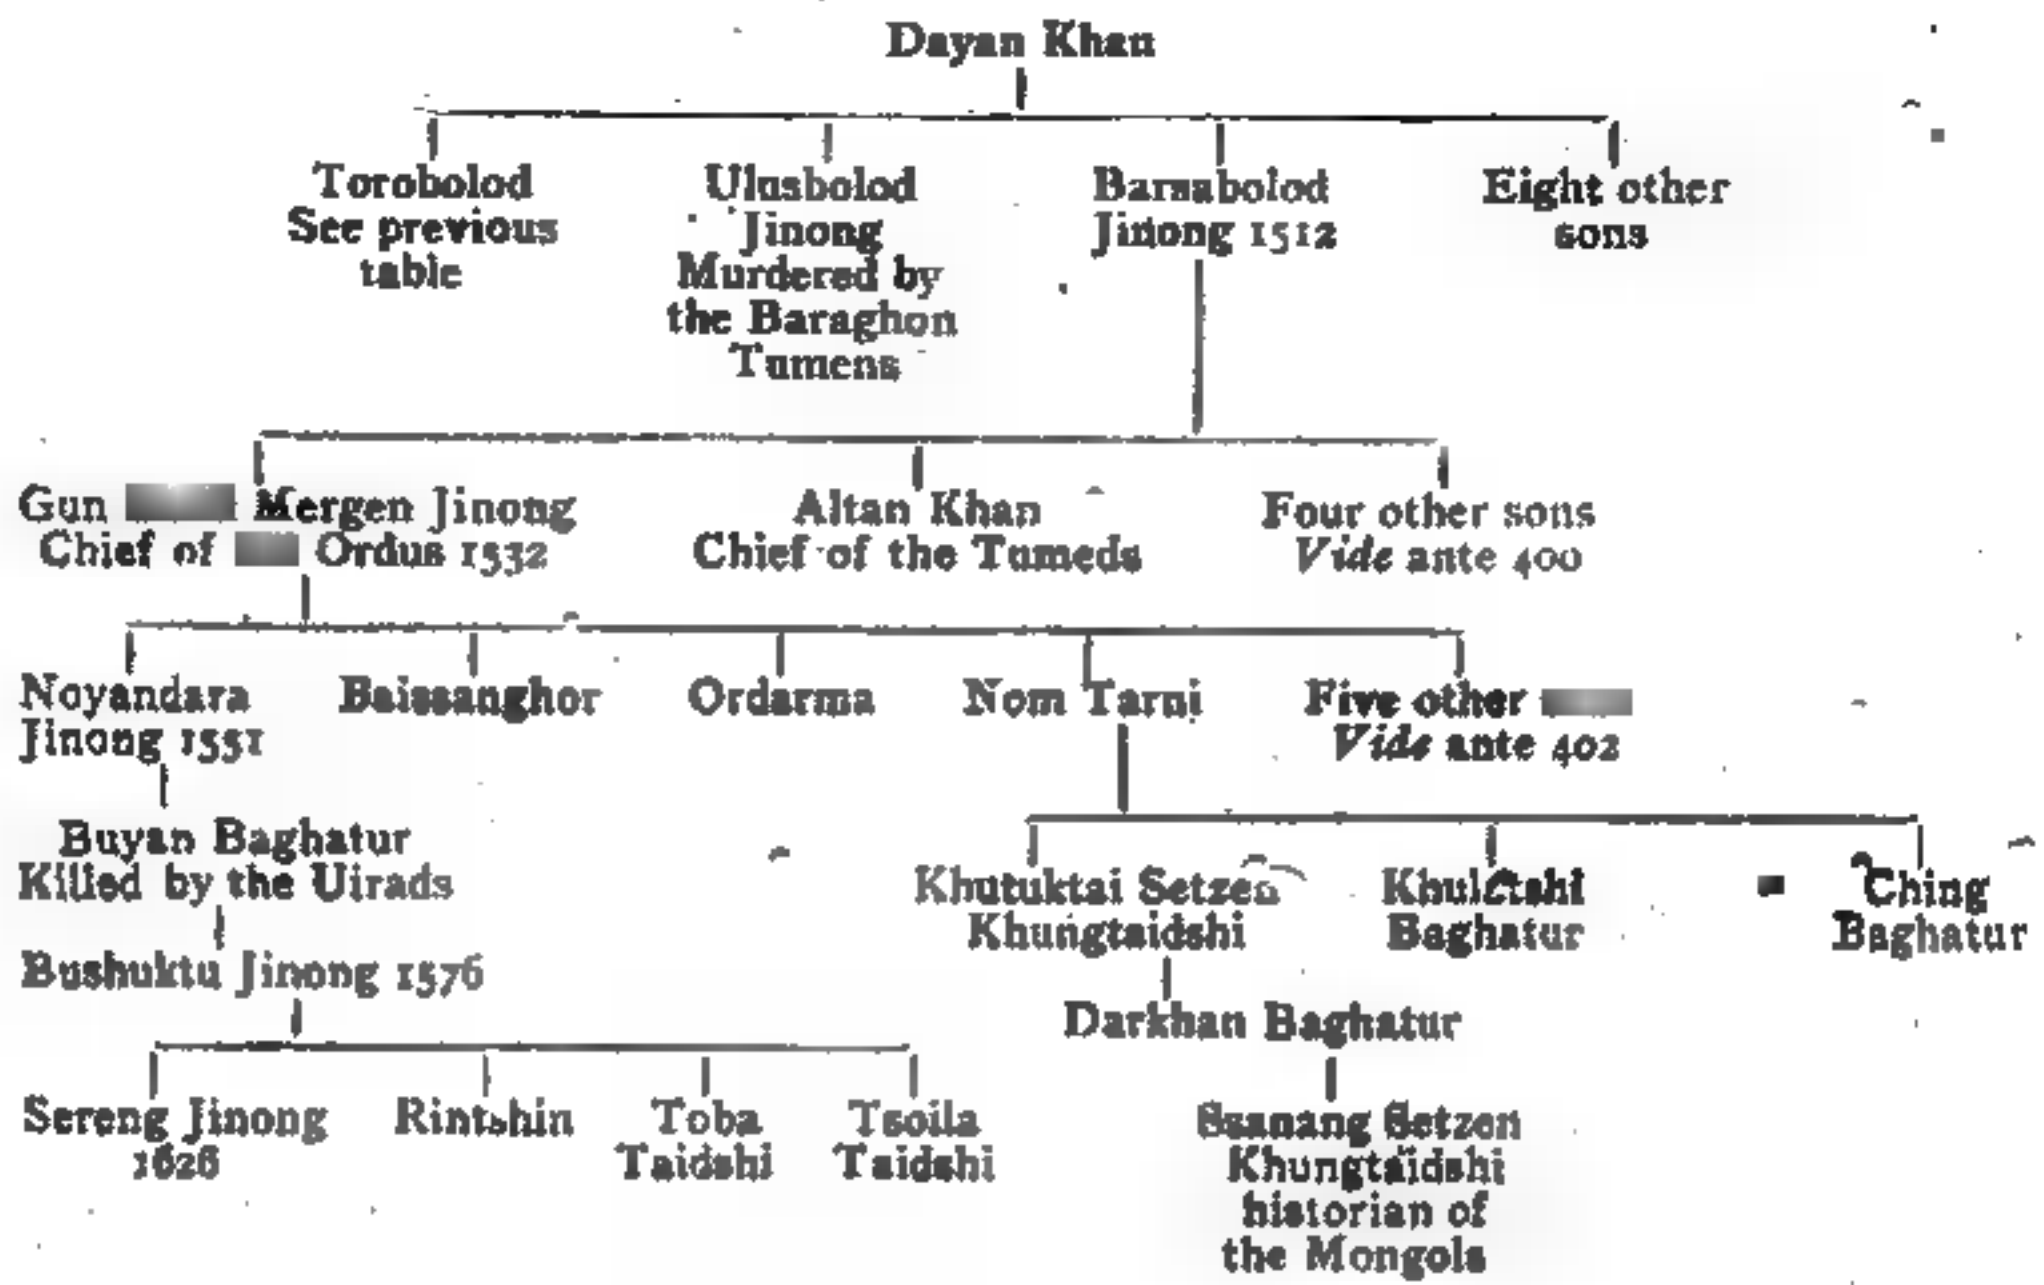 Dayan Khan
Torobolod
See previous
table
Ulusbolod
Jinong
Murdered by
the Baraghon
Tumens
Barsabolod
Jinong 1512
Eight other
sons
Gun Mergen Jinong
Chief of Ordus 1532
Altan Khan
Chief of the Tumeds
Four other sons
Vide ante 400
Noyandara
Jinong 1551
Baissanghor
Ordarma
Nom Tarni
Five other
Vide ante 402
Buyan Baghatur
Killed by the Uirads
Khutuktai Setzen
Khungtaidshi
Baghatur
Ching
Baghatur
Bushuktu Jinong 1576
Darkhan Baghatur
Sereng Jinong
1626
Rintshin
Toba
Taidshi
Tsoila
Taidshi
Ssanang Setzen
Khungtaidshi
historian of
the Mongols